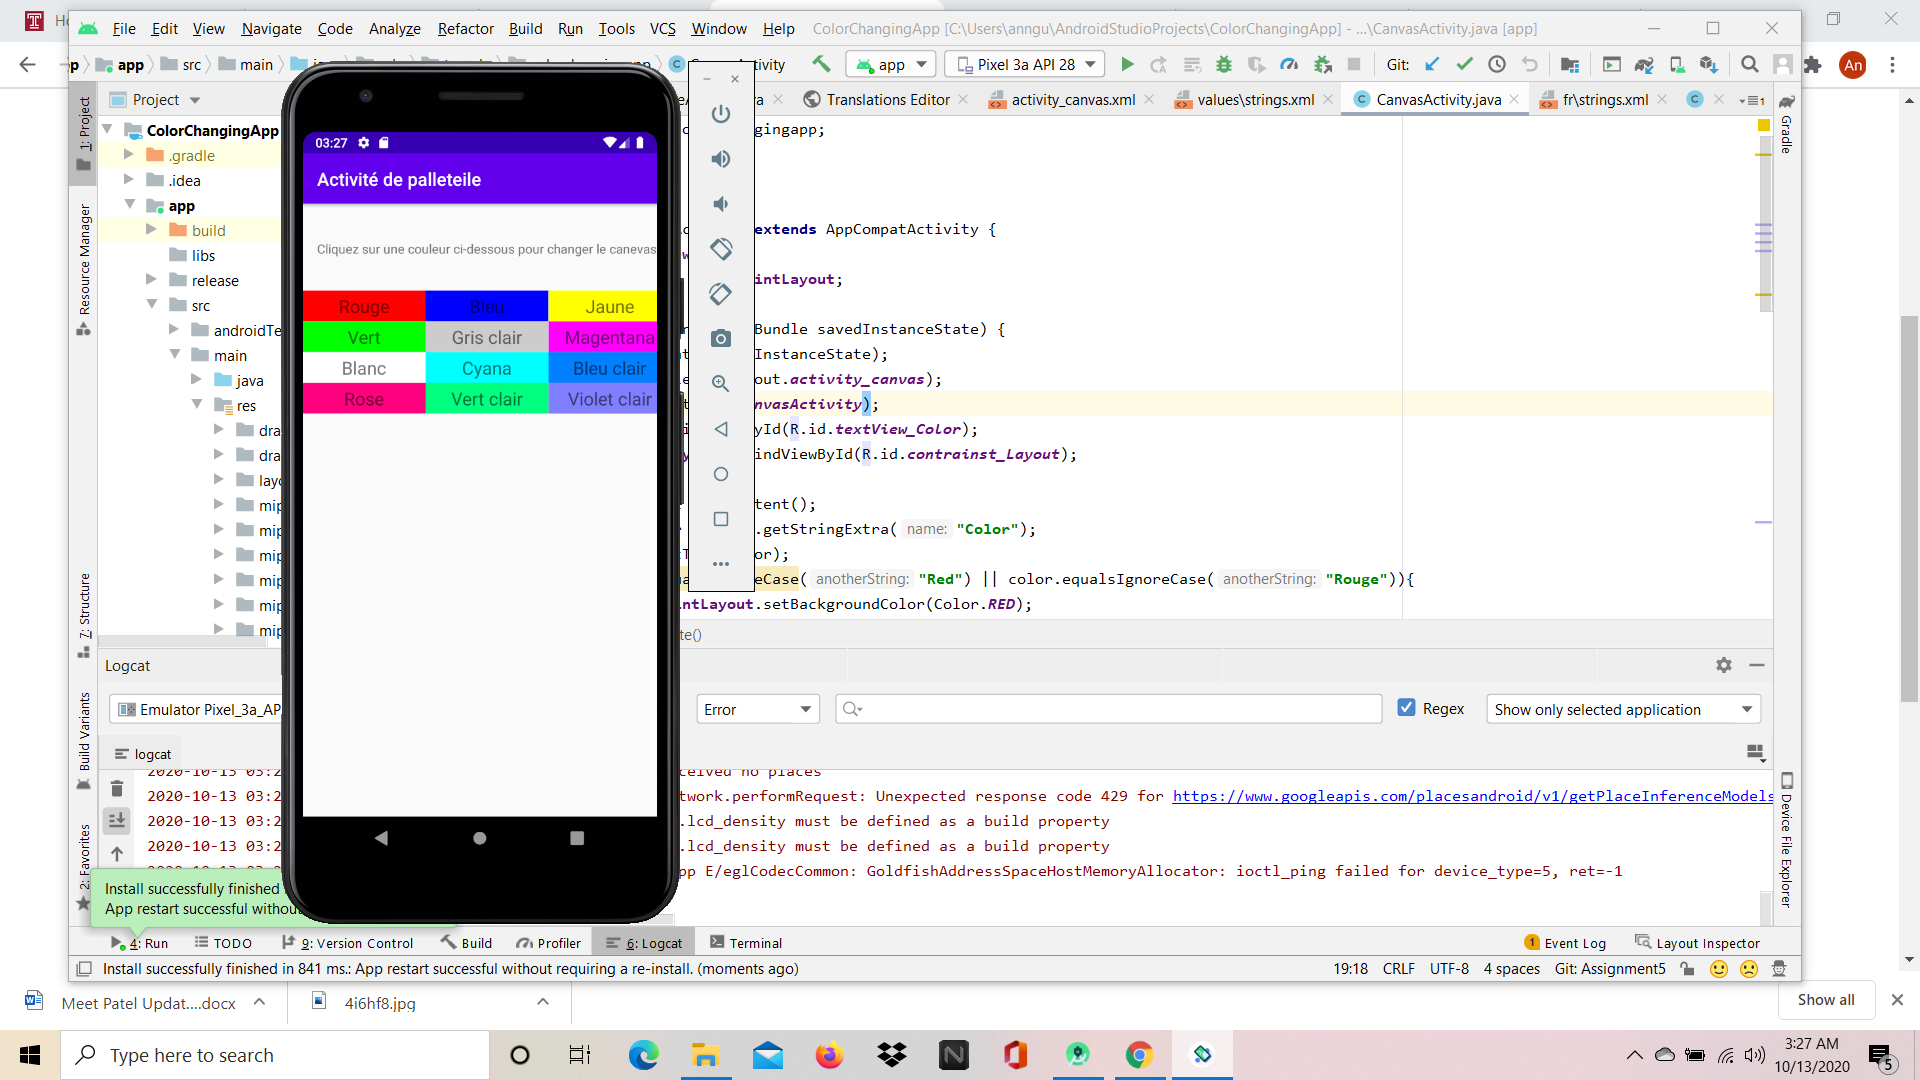 File Edit View Navigate Code Analyze Refactor Build Run Tools VCS Window Help ColorChangingApp [C:\Users\anngu\AndroidStudioProjects\ColorChangingApp] - ...\CanvasActivity.java [app]
app src main app Pixel 3a API 28 Git: An
Project Translations Editor activity_canvas.xml values\strings.xml CanvasActivity.java fr\strings.xml
1: Project
Resource Manager
7: Structure
Build Variants
2: Favorites
Gradle
Device File Explorer
ColorChangingApp
.gradle
.idea
app
build
libs
release
src
androidTe
main
java
res
dra
dra
layo
mip
mip
mip
mip
mip
mip
03:27
Activité de palleteile
Cliquez sur une couleur ci-dessous pour changer le canevas
Rouge Bleu Jaune
Vert Gris clair Magentana
Blanc Cyana Bleu clair
Rose Vert clair Violet clair
gingapp;
extends AppCompatActivity {
intLayout;
Bundle savedInstanceState) {
InstanceState);
out.activity_canvas);
nvasActivity);
yId(R.id.textView_Color);
indViewById(R.id.contrainst_Layout);
tent();
.getStringExtra( name: "Color");
or);
eCase( anotherString: "Red") || color.equalsIgnoreCase( anotherString: "Rouge")){
ntLayout.setBackgroundColor(Color.RED);
te()
Logcat
Emulator Pixel_3a_AP Error Regex Show only selected application
logcat
2020-10-13 03:2 ceived no places
2020-10-13 03:2 twork.performRequest: Unexpected response code 429 for https://www.googleapis.com/placesandroid/v1/getPlaceInferenceModels
2020-10-13 03:2 .lcd_density must be defined as a build property
2020-10-13 03:2 .lcd_density must be defined as a build property
pp E/eglCodecCommon: GoldfishAddressSpaceHostMemoryAllocator: ioctl_ping failed for device_type=5, ret=-1
Install successfully finished
App restart successful withou
4: Run TODO 9: Version Control Build Profiler 6: Logcat Terminal 1 Event Log Layout Inspector
Install successfully finished in 841 ms.: App restart successful without requiring a re-install. (moments ago) 19:18 CRLF UTF-8 4 spaces Git: Assignment5
Meet Patel Updat....docx 4i6hf8.jpg Show all
Type here to search
3:27 AM
10/13/2020
5